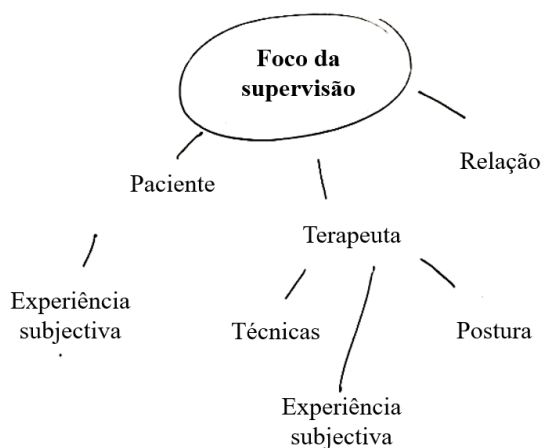 Foco da
supervisão
Relação
Paciente
Terapeuta
Experiência
subjectiva
Técnicas
Postura
Experiência
subjectiva